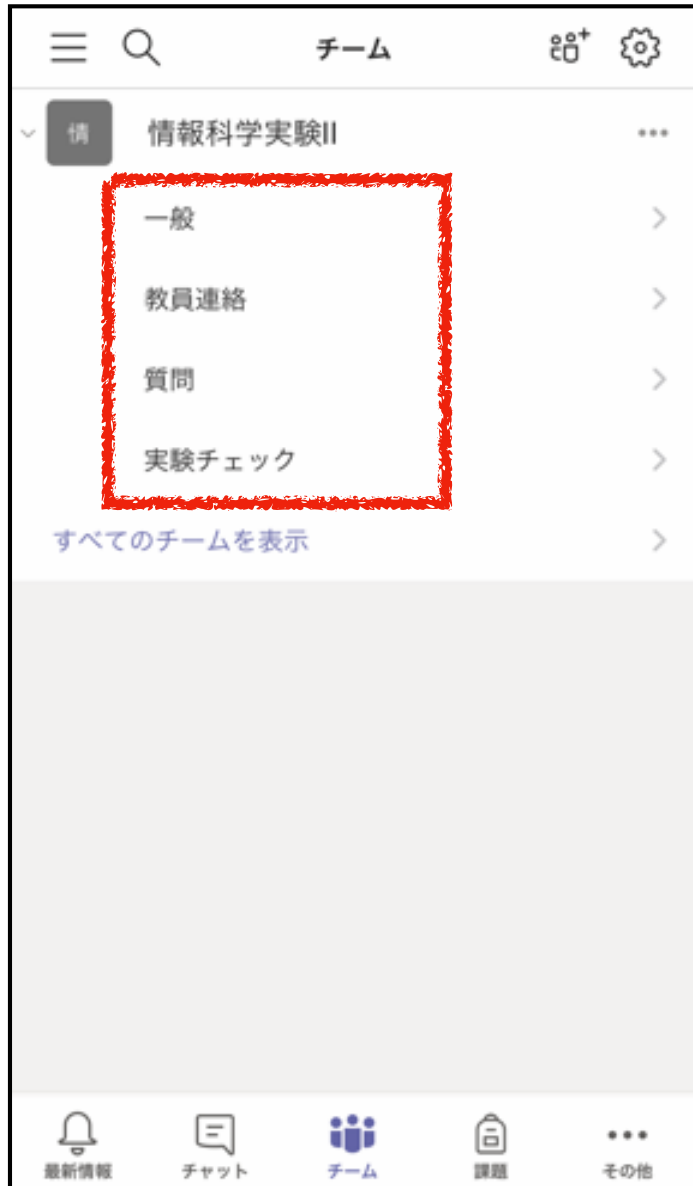 チーム
情 情報科学実験II
一般
教員連絡
質問
実験チェック
すべてのチームを表示
最新情報 チャット チーム 課題 その他